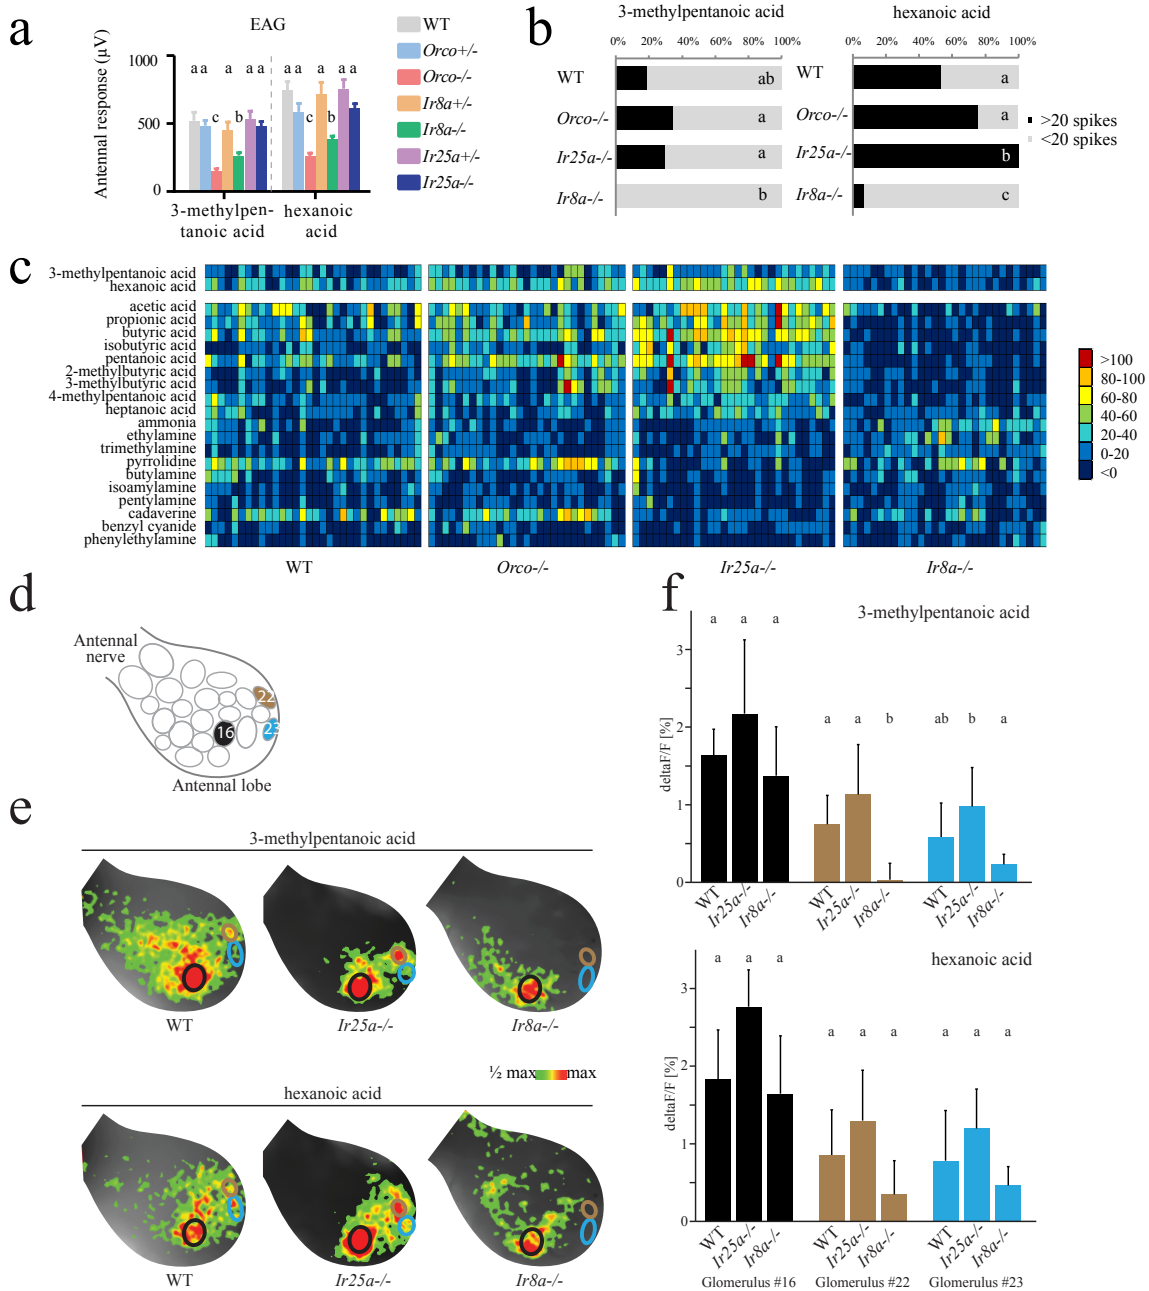 a
EAG
Antennal response (µV)
1000
500
0
a a a b a a
c
a a a b a a
c
3-methylpen-
tanoic acid
hexanoic
acid
WT
Orco+/-
Orco-/-
Ir8a+/-
Ir8a-/-
Ir25a+/-
Ir25a-/-
b
3-methylpentanoic acid
0% 20% 40% 60% 80% 100%
WT ab
Orco-/- a
Ir25a-/- a
Ir8a-/- b
hexanoic acid
0% 20% 40% 60% 80% 100%
WT a
Orco-/- a
Ir25a-/- b
Ir8a-/- c
>20 spikes
<20 spikes
c
3-methylpentanoic acid
hexanoic acid
acetic acid
propionic acid
butyric acid
isobutyric acid
pentanoic acid
2-methylbutyric acid
3-methylbutyric acid
4-methylpentanoic acid
heptanoic acid
ammonia
ethylamine
trimethylamine
pyrrolidine
butylamine
isoamylamine
pentylamine
cadaverine
benzyl cyanide
phenylethylamine
WT Orco-/- Ir25a-/- Ir8a-/-
>100
80-100
60-80
40-60
20-40
0-20
<0
d
Antennal
nerve
22
23
16
Antennal lobe
e
3-methylpentanoic acid
WT Ir25a-/- Ir8a-/-
½ max max
hexanoic acid
WT Ir25a-/- Ir8a-/-
f
3-methylpentanoic acid
deltaF/F [%]
3
2
1
0
a a a
a a b
ab b a
WT Ir25a-/- Ir8a-/- WT Ir25a-/- Ir8a-/- WT Ir25a-/- Ir8a-/-
hexanoic acid
deltaF/F [%]
3
2
1
0
a a a
a a a
a a a
WT Ir25a-/- Ir8a-/- WT Ir25a-/- Ir8a-/- WT Ir25a-/- Ir8a-/-
Glomerulus #16 Glomerulus #22 Glomerulus #23